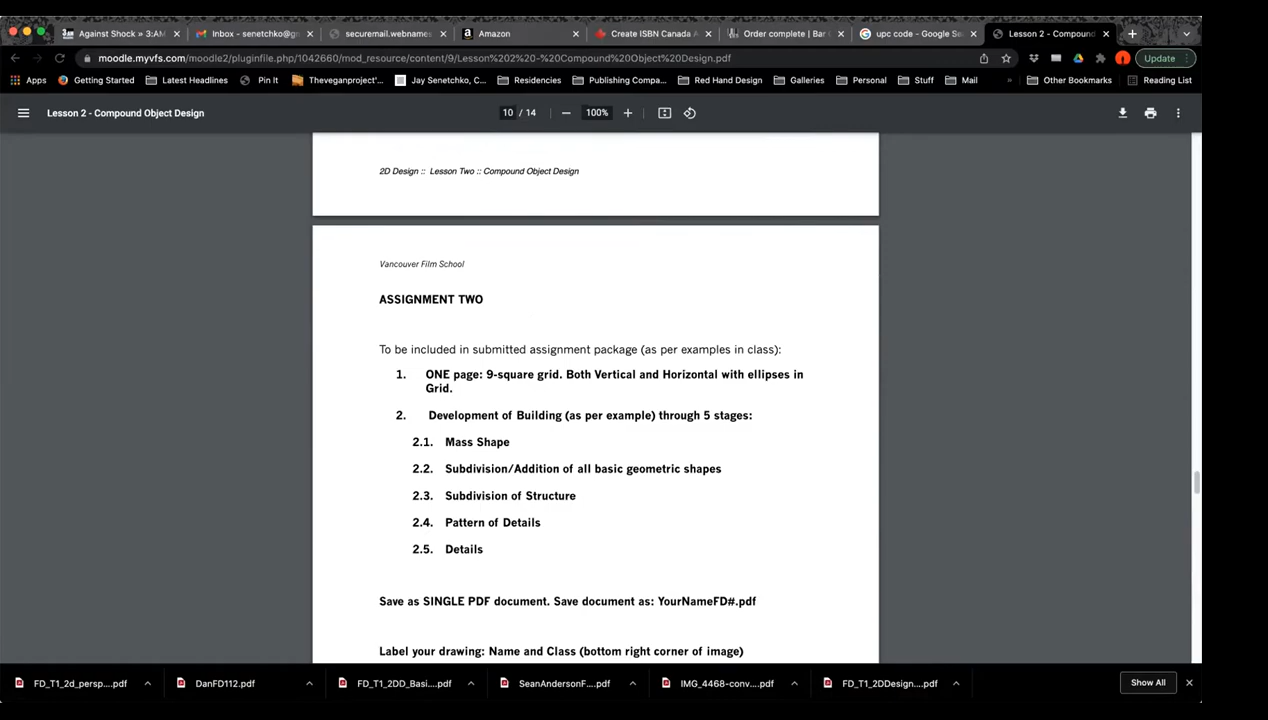 Against Shock » 3:AM
Inbox - senetchko@gm
securemail.webnames
Amazon
Create ISBN Canada A
Order complete | Bar
upc code - Google Se
Lesson 2 - Compound
moodle.myvfs.com/moodle2/pluginfile.php/1042660/mod_resource/content/9/Lesson%202%20-%20Compound%20Object%20Design.pdf
Update
Apps
Getting Started
Latest Headlines
Pin It
Theveganproject'...
Jay Senetchko, C...
Residencies
Publishing Compa...
Red Hand Design
Galleries
Personal
Stuff
Mail
»
Other Bookmarks
Reading List
Lesson 2 - Compound Object Design
10 / 14
100%
2D Design :: Lesson Two :: Compound Object Design
Vancouver Film School
ASSIGNMENT TWO
To be included in submitted assignment package (as per examples in class):
1. ONE page: 9-square grid. Both Vertical and Horizontal with ellipses in
Grid.
2. Development of Building (as per example) through 5 stages:
2.1. Mass Shape
2.2. Subdivision/Addition of all basic geometric shapes
2.3. Subdivision of Structure
2.4. Pattern of Details
2.5. Details
Save as SINGLE PDF document. Save document as: YourNameFD#.pdf
Label your drawing: Name and Class (bottom right corner of image)
FD_T1_2d_persp....pdf
DanFD112.pdf
FD_T1_2DD_Basi....pdf
SeanAndersonF....pdf
IMG_4468-conv....pdf
FD_T1_2DDesign....pdf
Show All